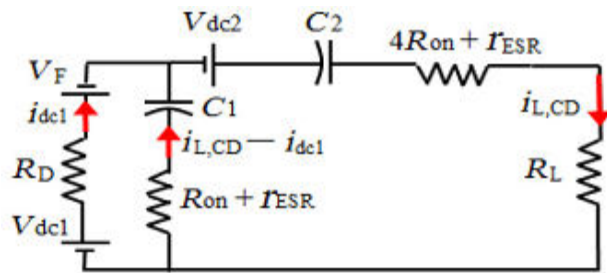 Vdc2
C2
4Ron + rESR
VF
idc1
C1
iL,CD − idc1
iL,CD
RD
Ron + rESR
RL
Vdc1